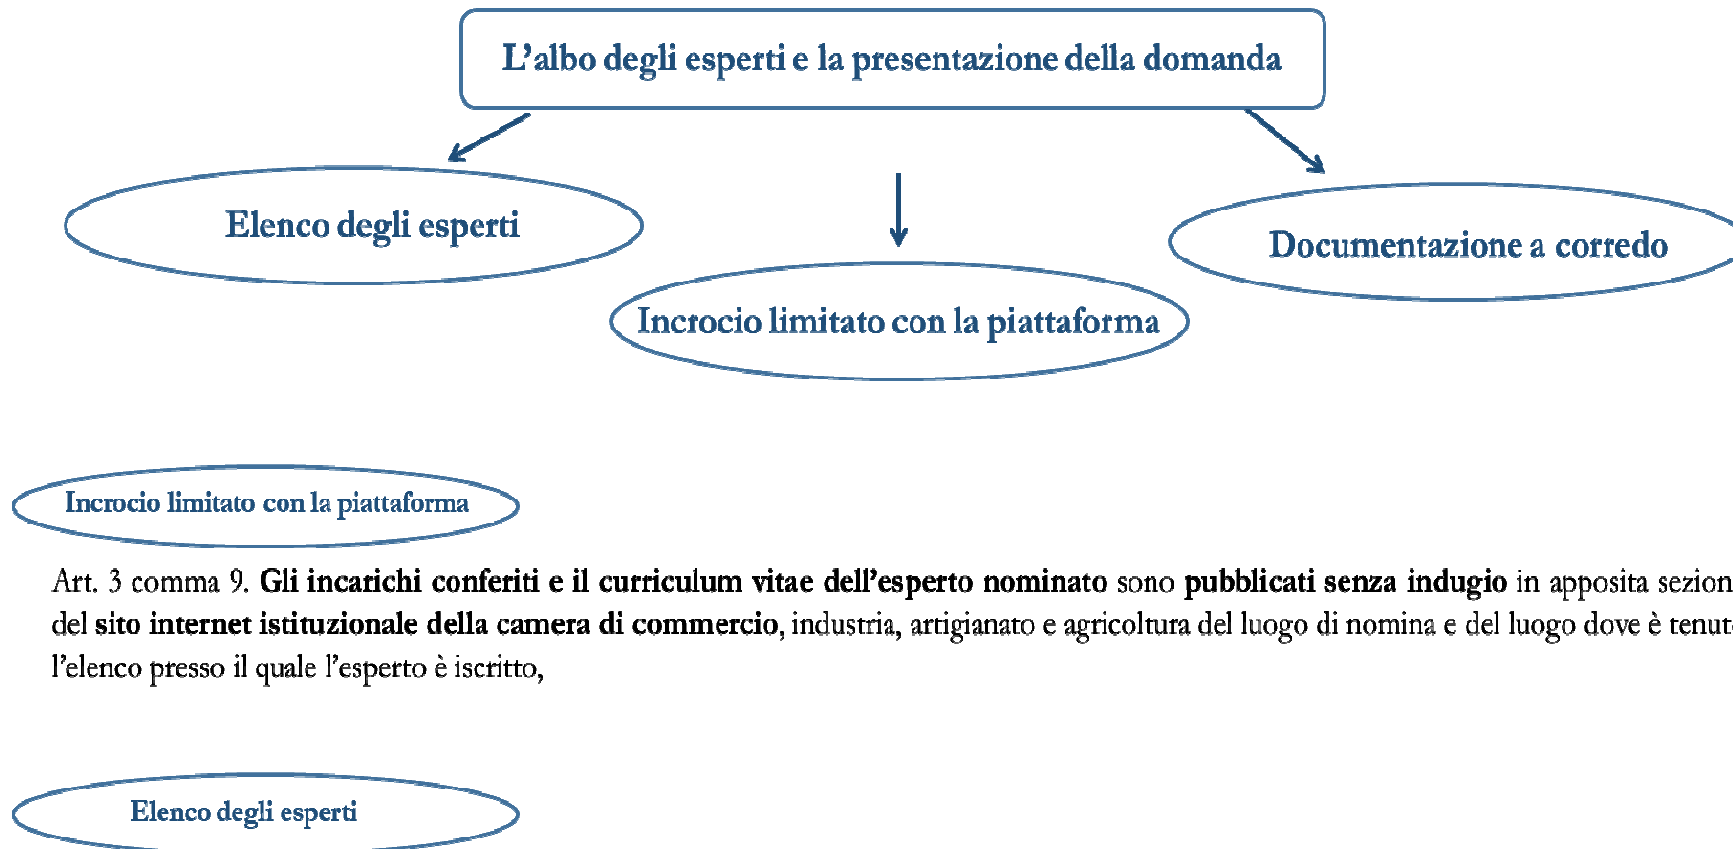 L'albo degli esperti e la presentazione della domanda
Elenco degli esperti
Documentazione a corredo
Incrocio limitato con la piattaforma
Incrocio limitato con la piattaforma
Art. 3 comma 9. Gli incarichi conferiti e il curriculum vitae dell'esperto nominato sono pubblicati senza indugio in apposita sezion
del sito internet istituzionale della camera di commercio, industria, artigianato e agricoltura del luogo di nomina e del luogo dove è tenut
l'elenco presso il quale l'esperto è iscritto,
Elenco degli esperti